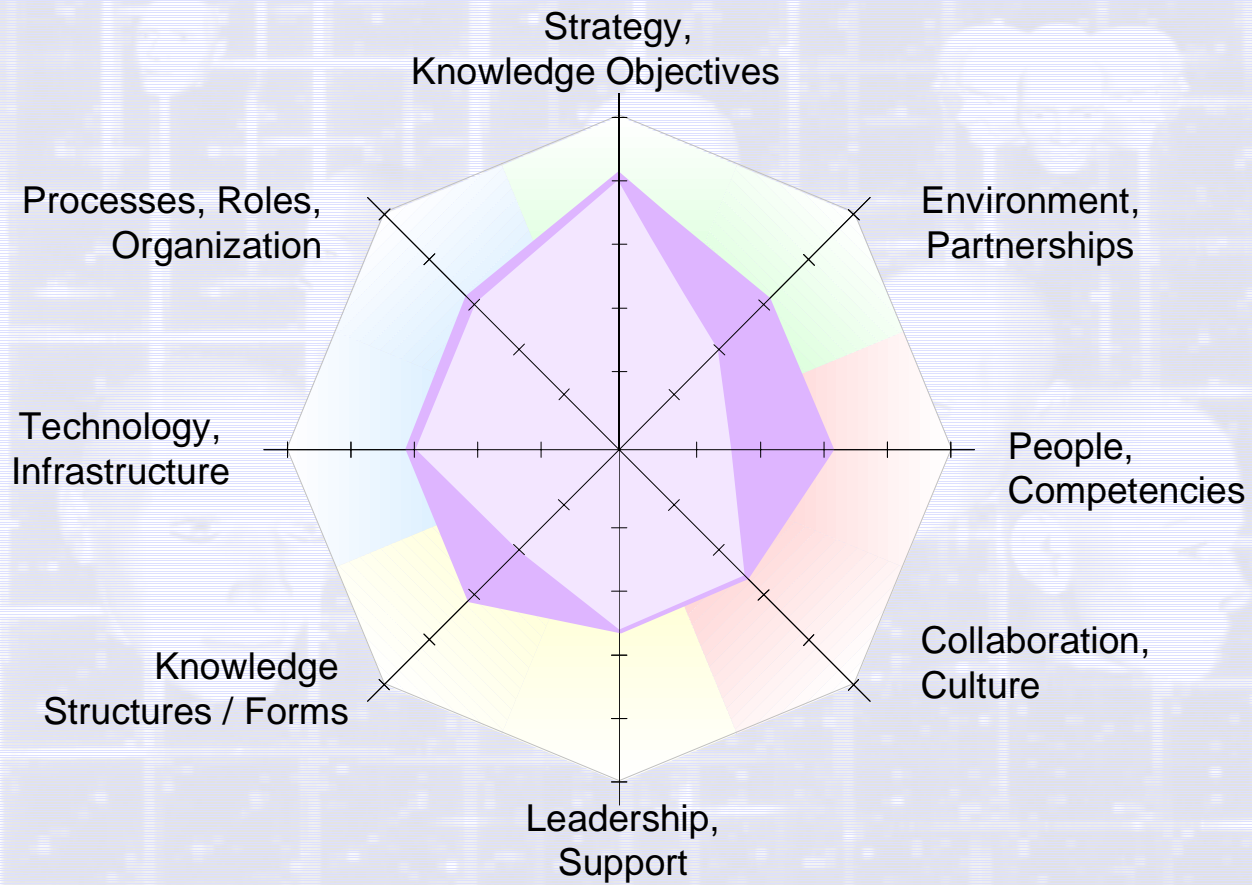 Strategy,
Knowledge Objectives
Processes, Roles,
Organization
Environment,
Partnerships
Technology,
Infrastructure
People,
Competencies
Knowledge
Structures / Forms
Collaboration,
Culture
Leadership,
Support